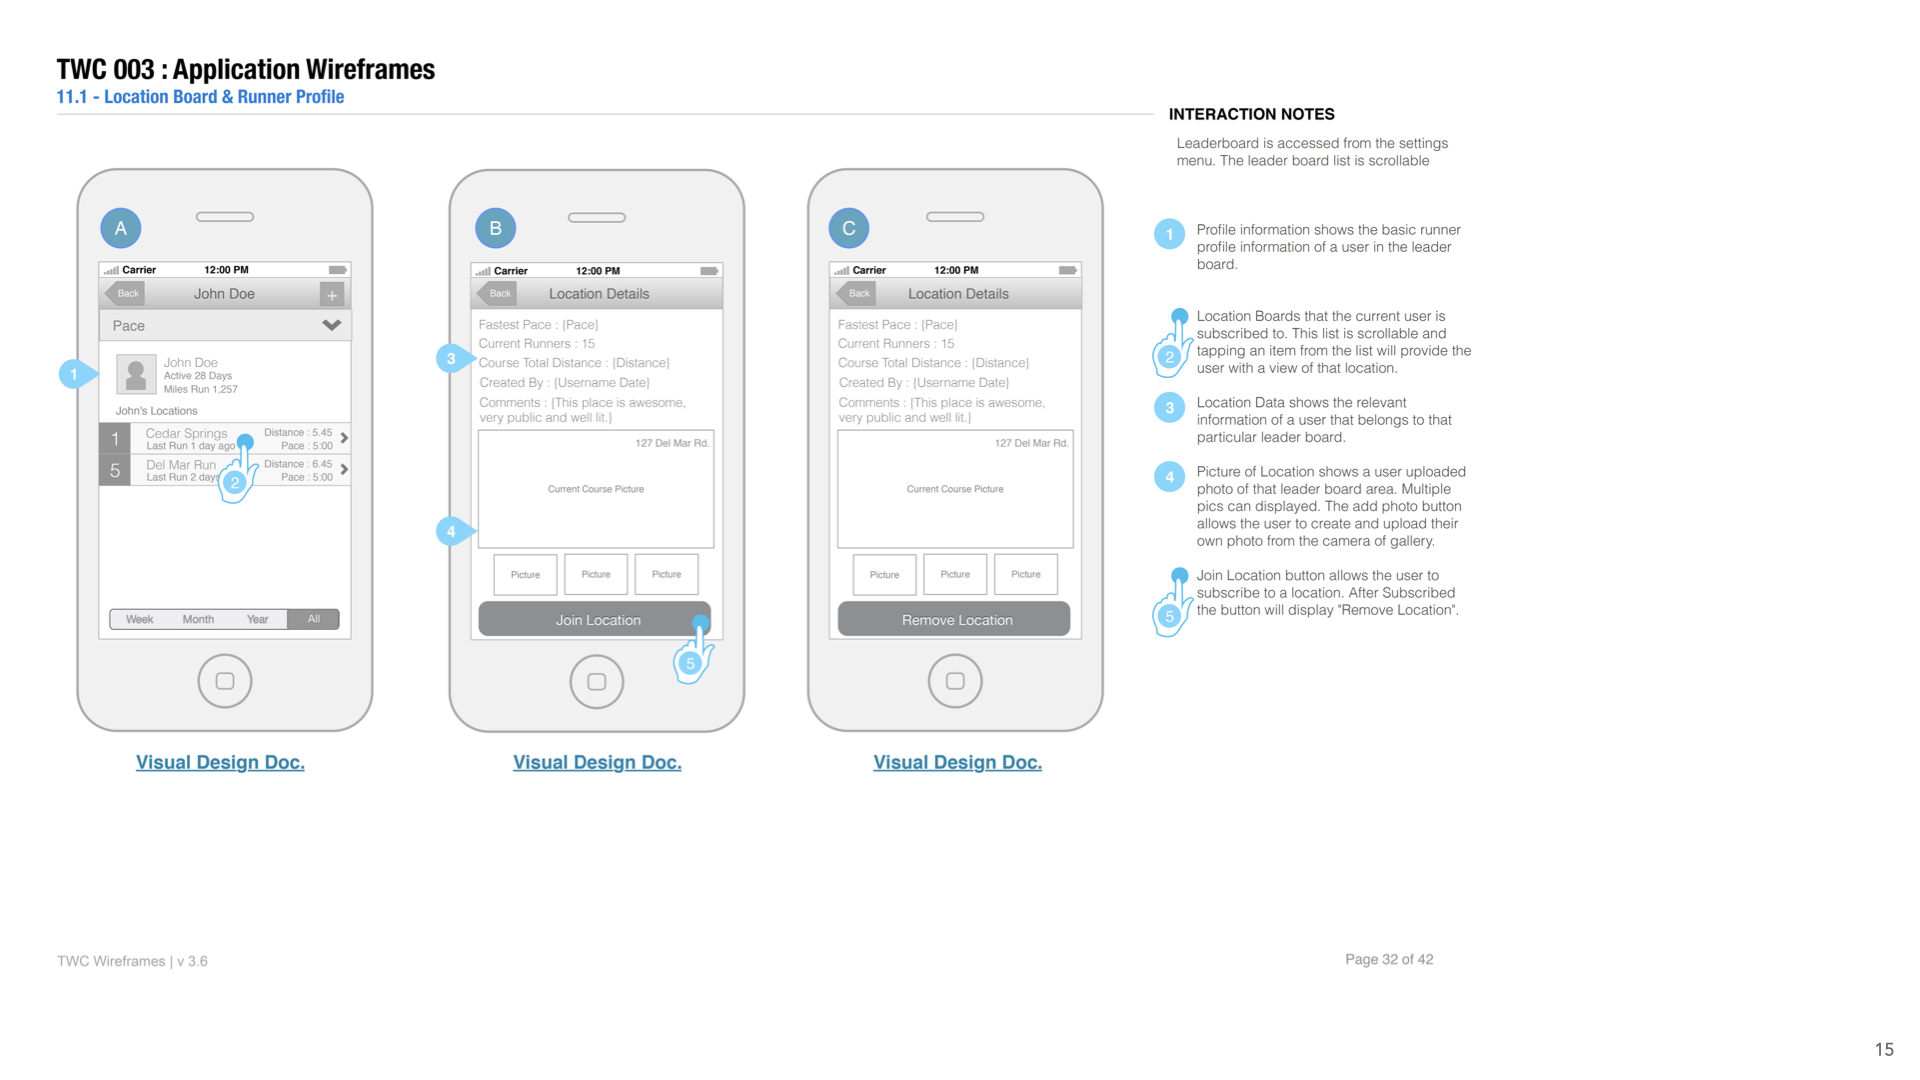 TWC 003 : Application Wireframes
11.1 - Location Board & Runner Profile
A
Carrier 12:00 PM
Back John Doe +
Pace
1
John Doe
Active 28 Days
Miles Run 1,257
John's Locations
1 Cedar Springs Distance : 5.45
Last Run 1 day ago Pace : 5:00
5 Del Mar Run Distance : 6.45
Last Run 2 days Pace : 5:00
2
Week Month Year All
Visual Design Doc.
B
Carrier 12:00 PM
Back Location Details
Fastest Pace : {Pace}
Current Runners : 15
3
Course Total Distance : {Distance}
Created By : {Username Date}
Comments : {This place is awesome,
very public and well lit.}
127 Del Mar Rd.
Current Course Picture
4
Picture Picture Picture
Join Location
5
Visual Design Doc.
C
Carrier 12:00 PM
Back Location Details
Fastest Pace : {Pace}
Current Runners : 15
Course Total Distance : {Distance}
Created By : {Username Date}
Comments : {This place is awesome,
very public and well lit.}
127 Del Mar Rd.
Current Course Picture
Picture Picture Picture
Remove Location
Visual Design Doc.
INTERACTION NOTES
Leaderboard is accessed from the settings
menu. The leader board list is scrollable
1 Profile information shows the basic runner
profile information of a user in the leader
board.
Location Boards that the current user is
subscribed to. This list is scrollable and
2 tapping an item from the list will provide the
user with a view of that location.
3 Location Data shows the relevant
information of a user that belongs to that
particular leader board.
4 Picture of Location shows a user uploaded
photo of that leader board area. Multiple
pics can displayed. The add photo button
allows the user to create and upload their
own photo from the camera of gallery.
Join Location button allows the user to
subscribe to a location. After Subscribed
5 the button will display "Remove Location".
TWC Wireframes | v 3.6
Page 32 of 42
15